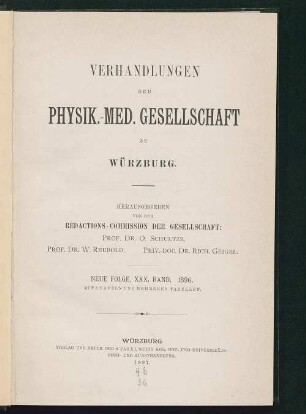 VERHANDLUNGEN
DER
PHYSIK.-MED. GESELLSCHAFT
ZU
WÜRZBURG.
HERAUSGEGEBEN
VON DER
REDACTIONS-COMMISSION DER GESELLSCHAFT:
PROF. DR. O. SCHULTZE,
PROF. DR. W. REUBOLD, PRIV.-DOC. DR. RICH. GEIGEL.
NEUE FOLGE. XXX. BAND. 1896.
WÜRZBURG
1897.